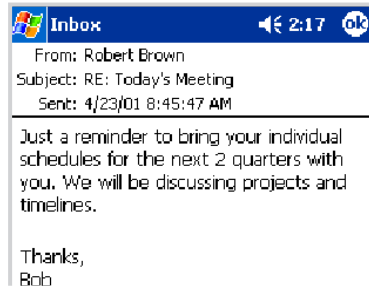 Inbox 2:17 ok
From: Robert Brown
Subject: RE: Today's Meeting
Sent: 4/23/01 8:45:47 AM
Just a reminder to bring your individual
schedules for the next 2 quarters with
you. We will be discussing projects and
timelines.
Thanks,
Bob